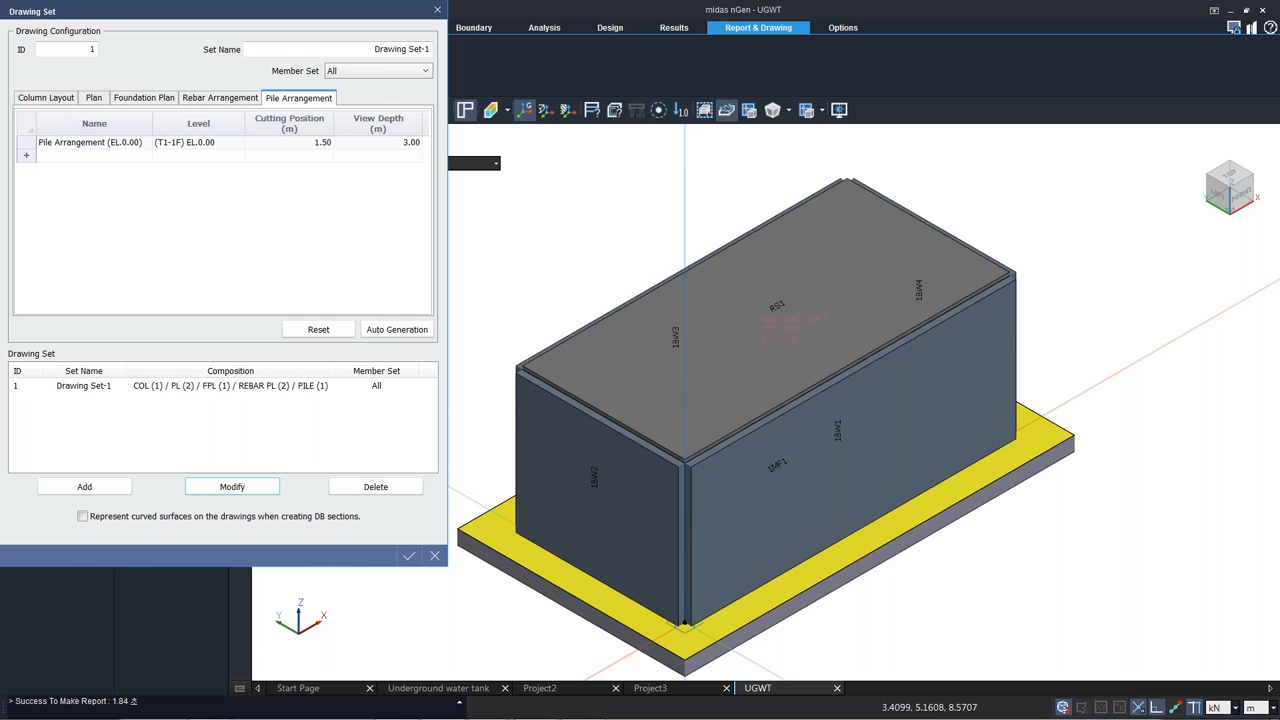 Drawing Set
midas nGen - UGWT
Drawing Configuration
Boundary Analysis Design Results Report & Drawing Options
ID 1 Set Name Drawing Set-1
Member Set All
Column Layout Plan Foundation Plan Rebar Arrangement Pile Arrangement
Name Level Cutting Position (m) View Depth (m)
Pile Arrangement (EL.0.00) (T1-1F) EL.0.00 1.50 3.00
Reset Auto Generation
Drawing Set
ID Set Name Composition Member Set
1 Drawing Set-1 COL (1) / PL (2) / FPL (1) / REBAR PL (2) / PILE (1) All
Add Modify Delete
Represent curved surfaces on the drawings when creating DB sections.
TOP
LEFT FRONT
Z
X
RS1
1BW4
1BW3
1BW1
1MF1
1BW2
Z
Y X
Start Page Underground water tank Project2 Project3 UGWT
> Success To Make Report : 1.84
3.4099, 5.1608, 8.5707 kN m